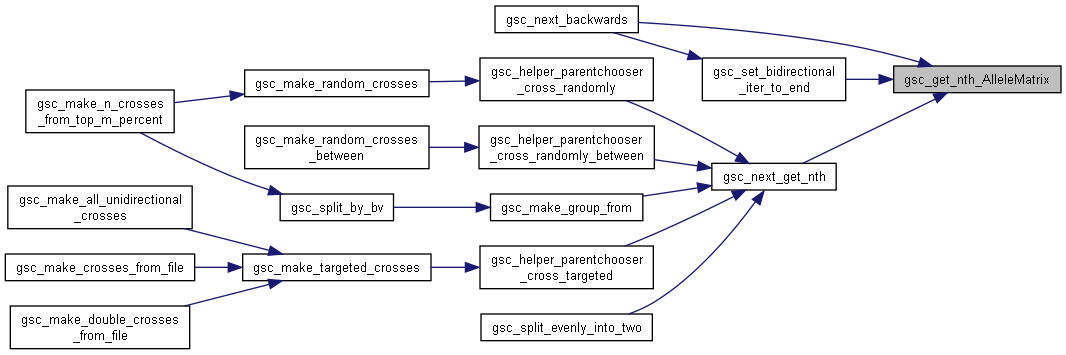 gsc_next_backwards
gsc_set_bidirectional
_iter_to_end
gsc_get_nth_AlleleMatrix
gsc_helper_parentchooser
_cross_randomly
gsc_make_random_crosses
gsc_make_n_crosses
_from_top_m_percent
gsc_make_random_crosses
_between
gsc_helper_parentchooser
_cross_randomly_between
gsc_next_get_nth
gsc_make_all_unidirectional
_crosses
gsc_split_by_bv
gsc_make_group_from
gsc_make_crosses_from_file
gsc_make_targeted_crosses
gsc_helper_parentchooser
_cross_targeted
gsc_make_double_crosses
_from_file
gsc_split_evenly_into_two